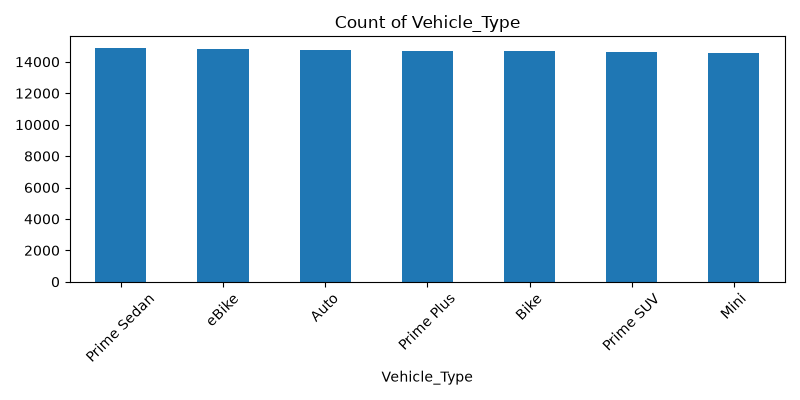 Count of Vehicle_Type
14000
12000
10000
8000
6000
4000
2000
0
Prime Sedan
eBike
Auto
Prime Plus
Bike
Prime SUV
Mini
Vehicle_Type